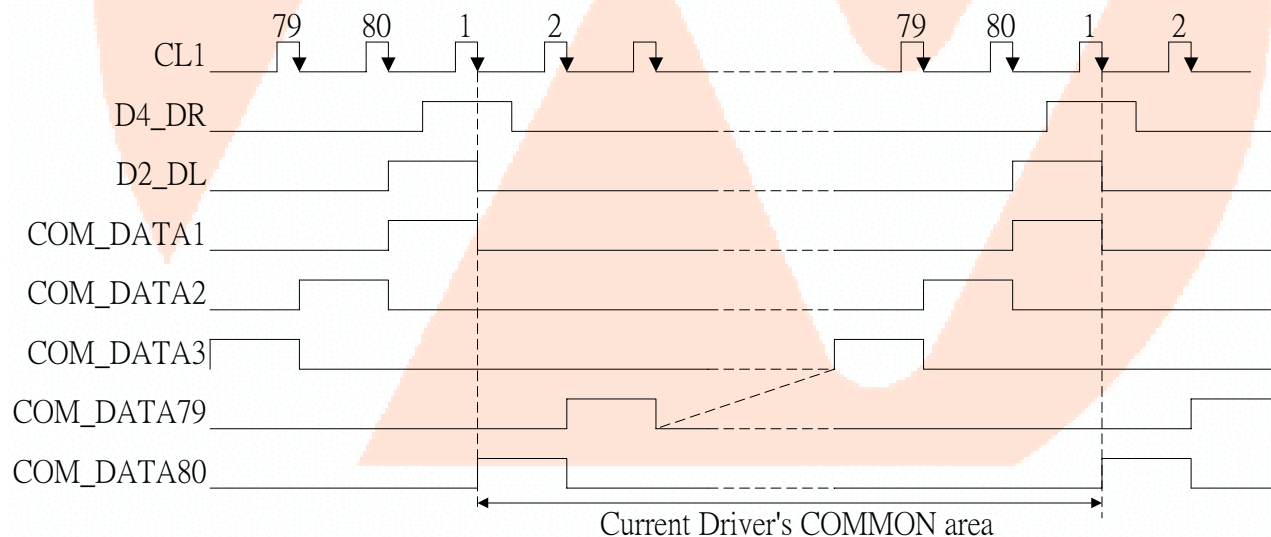 79 80 1 2 79 80 1 2
CL1
D4_DR
D2_DL
COM_DATA1
COM_DATA2
COM_DATA3
COM_DATA79
COM_DATA80
Current Driver's COMMON area